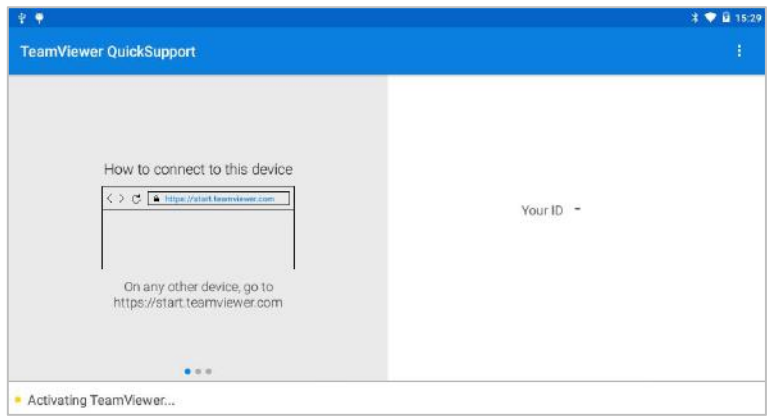 15:29
TeamViewer QuickSupport
How to connect to this device
https://start.teamviewer.com
On any other device, go to
https://start.teamviewer.com
Your ID -
Activating TeamViewer...